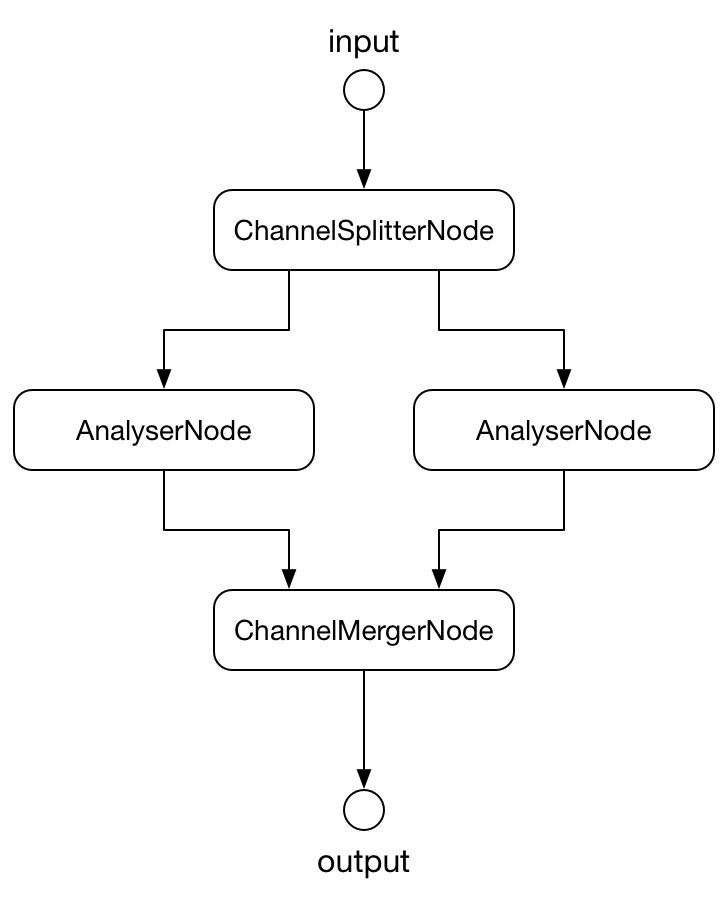 input
ChannelSplitterNode
AnalyserNode
AnalyserNode
ChannelMergerNode
output